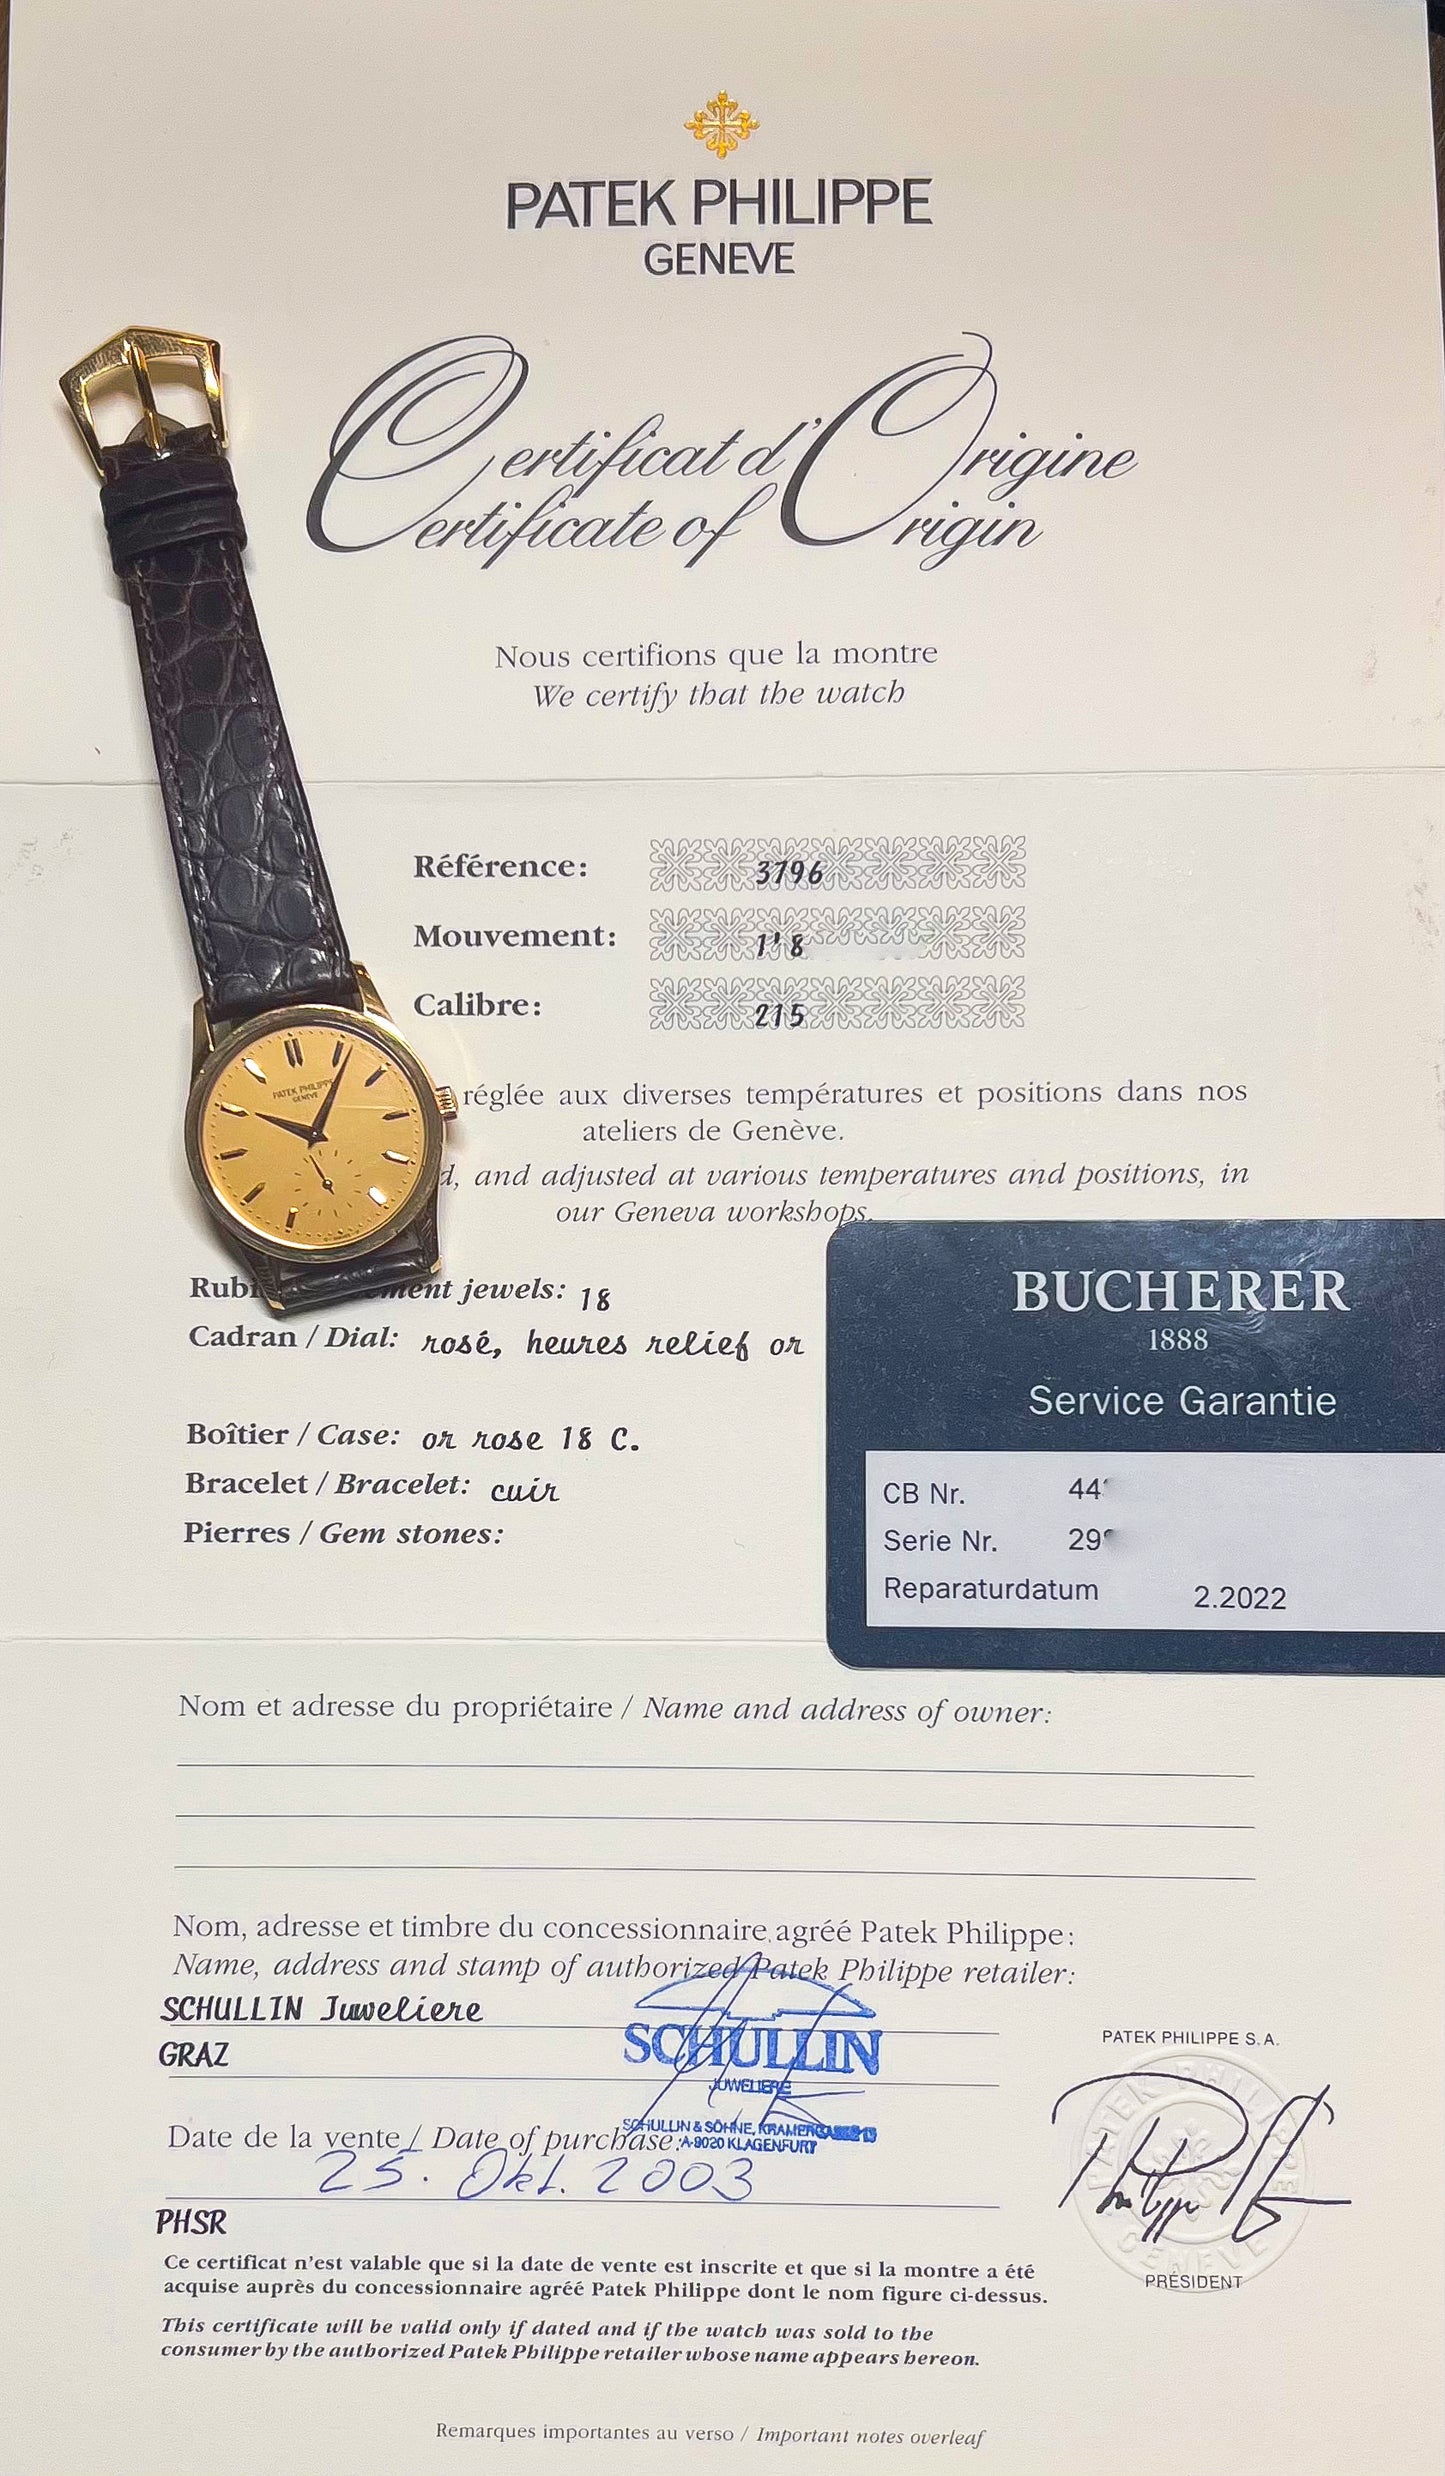 PATEK PHILIPPE
GENEVE
Certificat d'Origine
Certificate of Origin
Nous certifions que la montre
We certify that the watch
Référence: 3796
Mouvement: 1'8
Calibre: 215
PATEK PHILIPPE
GENEVE
réglée aux diverses températures et positions dans nos
ateliers de Genève.
d, and adjusted at various temperatures and positions, in
our Geneva workshops.
Rubi ment jewels: 18
Cadran / Dial: rosé, heures relief or
Boîtier / Case: or rose 18 C.
Bracelet / Bracelet: cuir
Pierres / Gem stones:
BUCHERER
1888
Service Garantie
CB Nr. 44
Serie Nr. 29
Reparaturdatum 2.2022
Nom et adresse du propriétaire / Name and address of owner:
Nom, adresse et timbre du concessionnaire agréé Patek Philippe:
Name, address and stamp of authorized Patek Philippe retailer:
SCHULLIN Juweliere
GRAZ
SCHULLIN
JUWELIERE
SCHULLIN & SÖHNE, KRAMERGASSE
A-9020 KLAGENFURT
Date de la vente / Date of purchase:
25. Okt. 2003
PHSR
PATEK PHILIPPE S.A.
PATEK PHILIPPE
GENEVE
PRÉSIDENT
Ce certificat n'est valable que si la date de vente est inscrite et que si la montre a été
acquise auprès du concessionnaire agréé Patek Philippe dont le nom figure ci-dessus.
This certificate will be valid only if dated and if the watch was sold to the
consumer by the authorized Patek Philippe retailer whose name appears hereon.
Remarques importantes au verso / Important notes overleaf